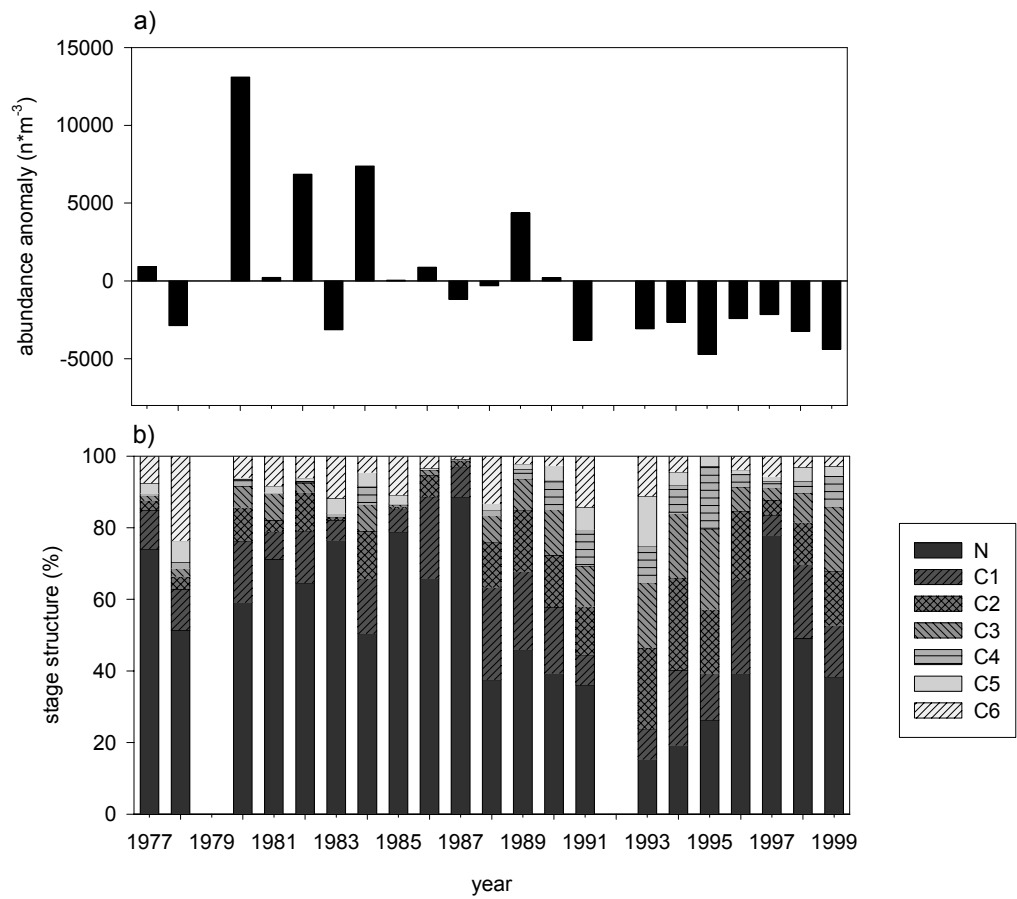 a)
abundance anomaly (n*m-3)
15000
10000
5000
0
-5000
b)
stage structure (%)
100
80
60
40
20
0
1977 1979 1981 1983 1985 1987 1989 1991 1993 1995 1997 1999
year
N
C1
C2
C3
C4
C5
C6